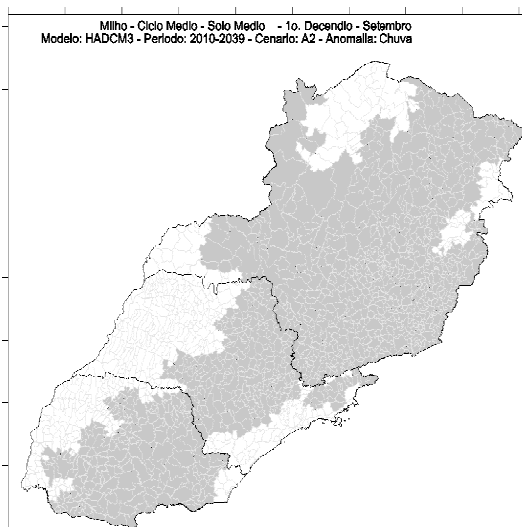 Milho - Ciclo Medio - Solo Medio - 1o. Decendio - Setembro
Modelo: HADCM3 - Periodo: 2010-2039 - Cenario: A2 - Anomalia: Chuva